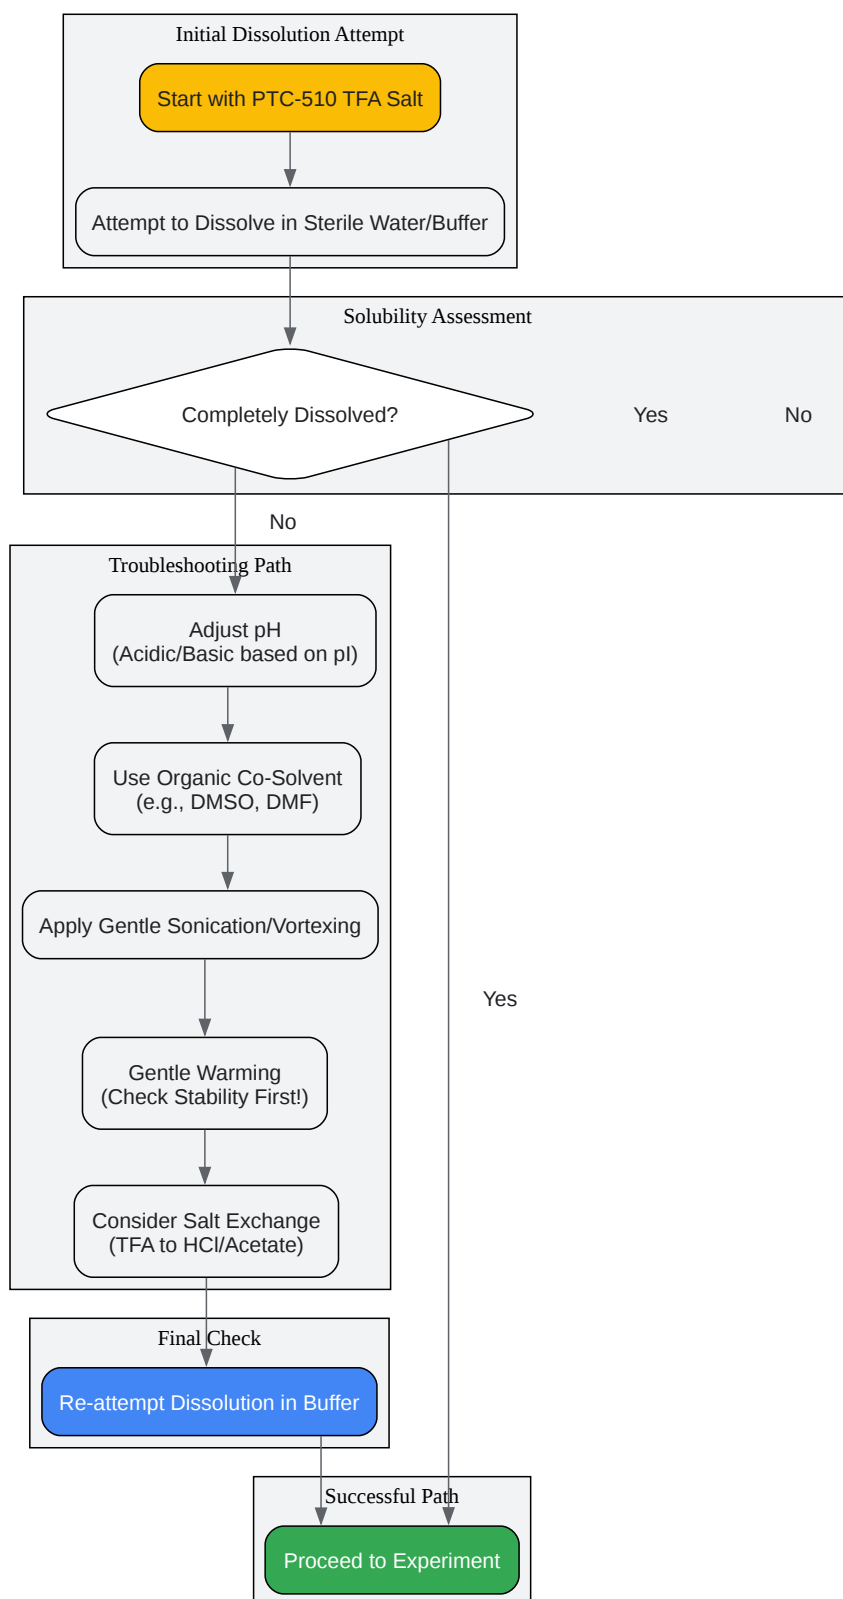 Initial Dissolution Attempt
Start with PTC-510 TFA Salt
Attempt to Dissolve in Sterile Water/Buffer
Solubility Assessment
Completely Dissolved?
Yes
No
No
Troubleshooting Path
Adjust pH
(Acidic/Basic based on pI)
Use Organic Co-Solvent
(e.g., DMSO, DMF)
Apply Gentle Sonication/Vortexing
Yes
Gentle Warming
(Check Stability First!)
Consider Salt Exchange
(TFA to HCl/Acetate)
Final Check
Re-attempt Dissolution in Buffer
Successful Path
Proceed to Experiment